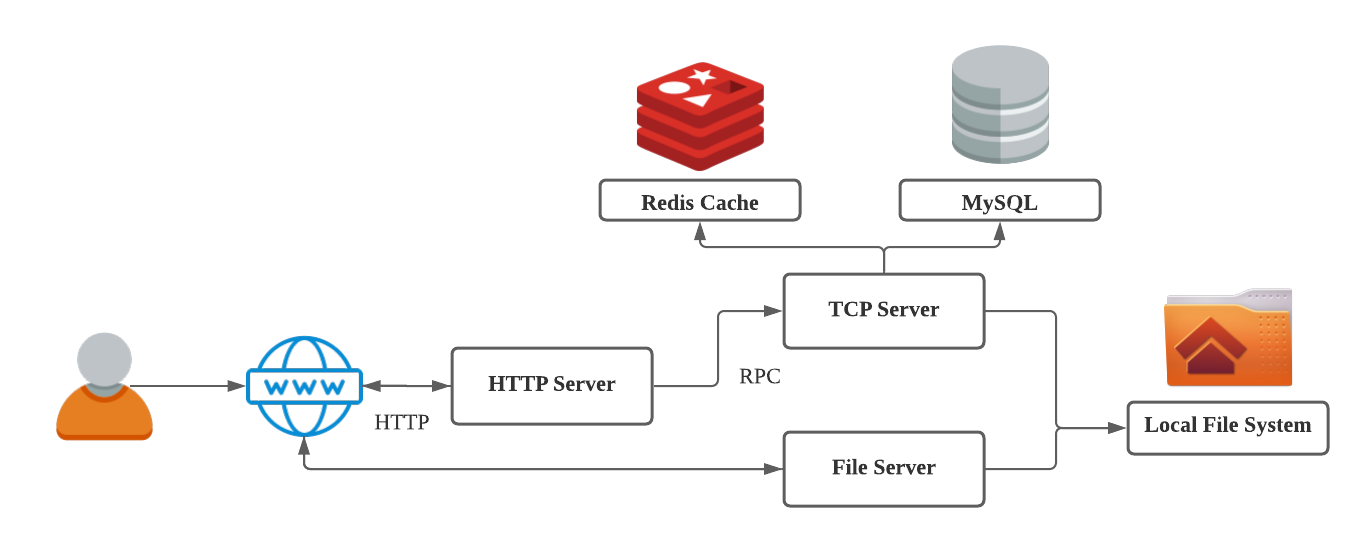 Redis Cache
MySQL
TCP Server
WWW
HTTP Server
RPC
HTTP
Local File System
File Server